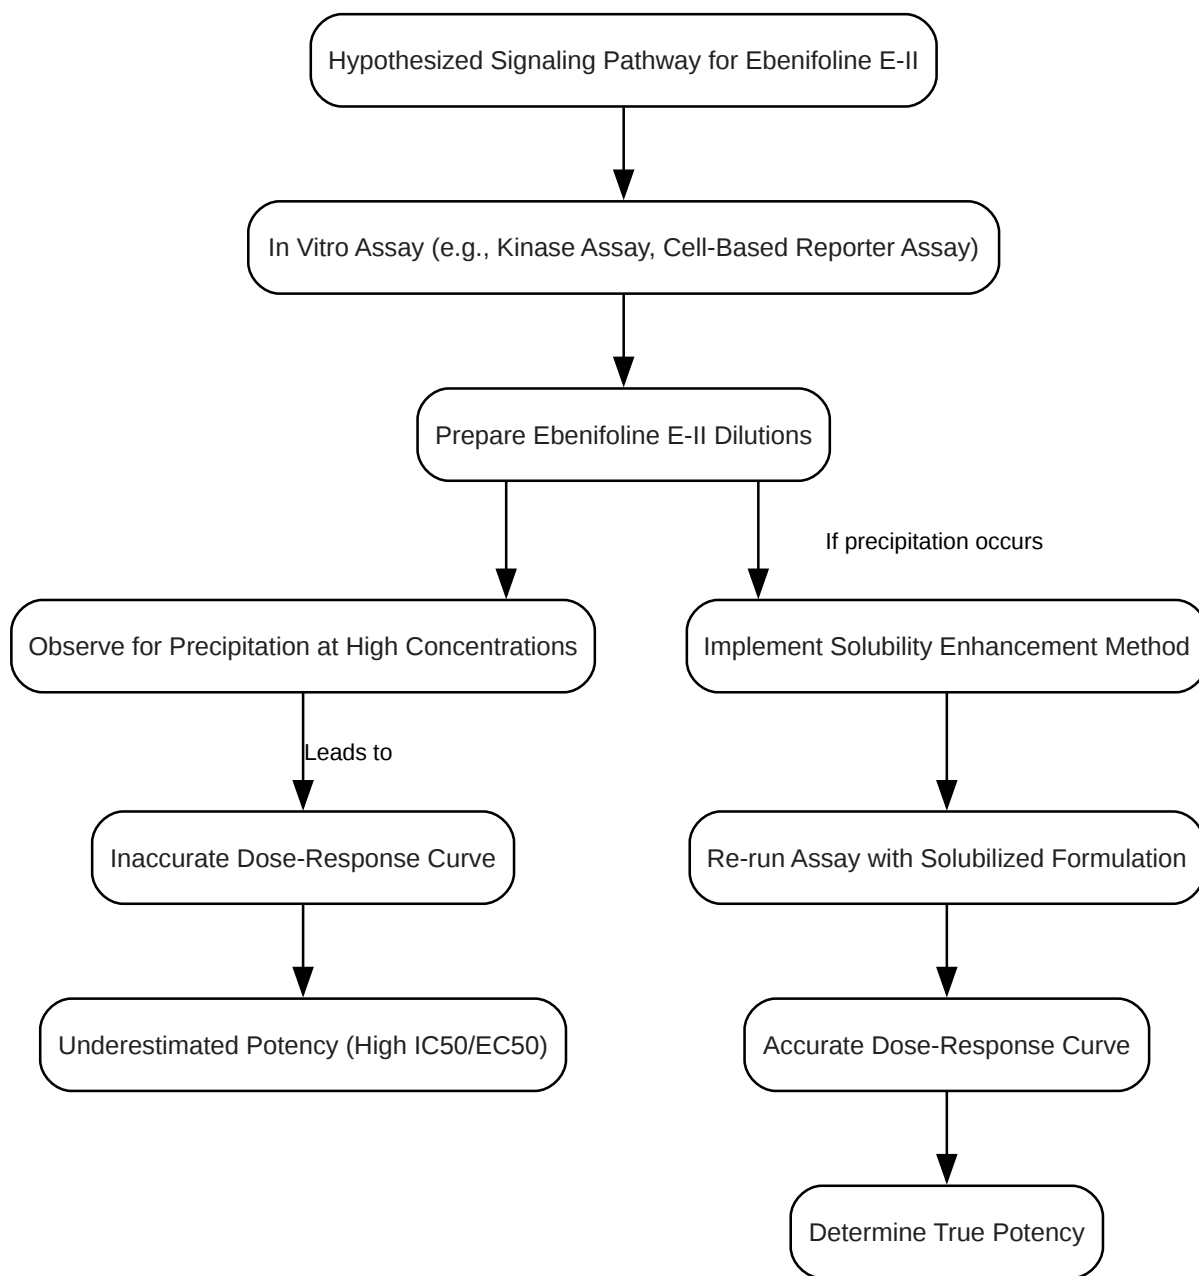 Hypothesized Signaling Pathway for Ebenifoline E-II
In Vitro Assay (e.g., Kinase Assay, Cell-Based Reporter Assay)
Prepare Ebenifoline E-II Dilutions
If precipitation occurs
Observe for Precipitation at High Concentrations
Implement Solubility Enhancement Method
Leads to
Inaccurate Dose-Response Curve
Re-run Assay with Solubilized Formulation
Underestimated Potency (High IC50/EC50)
Accurate Dose-Response Curve
Determine True Potency